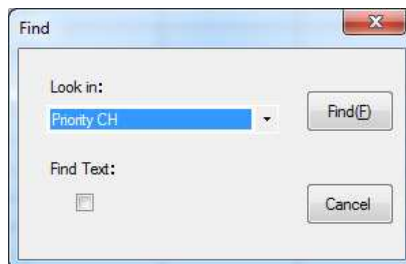 Find
Look in:
Priority CH
Find(F)
Find Text:
Cancel